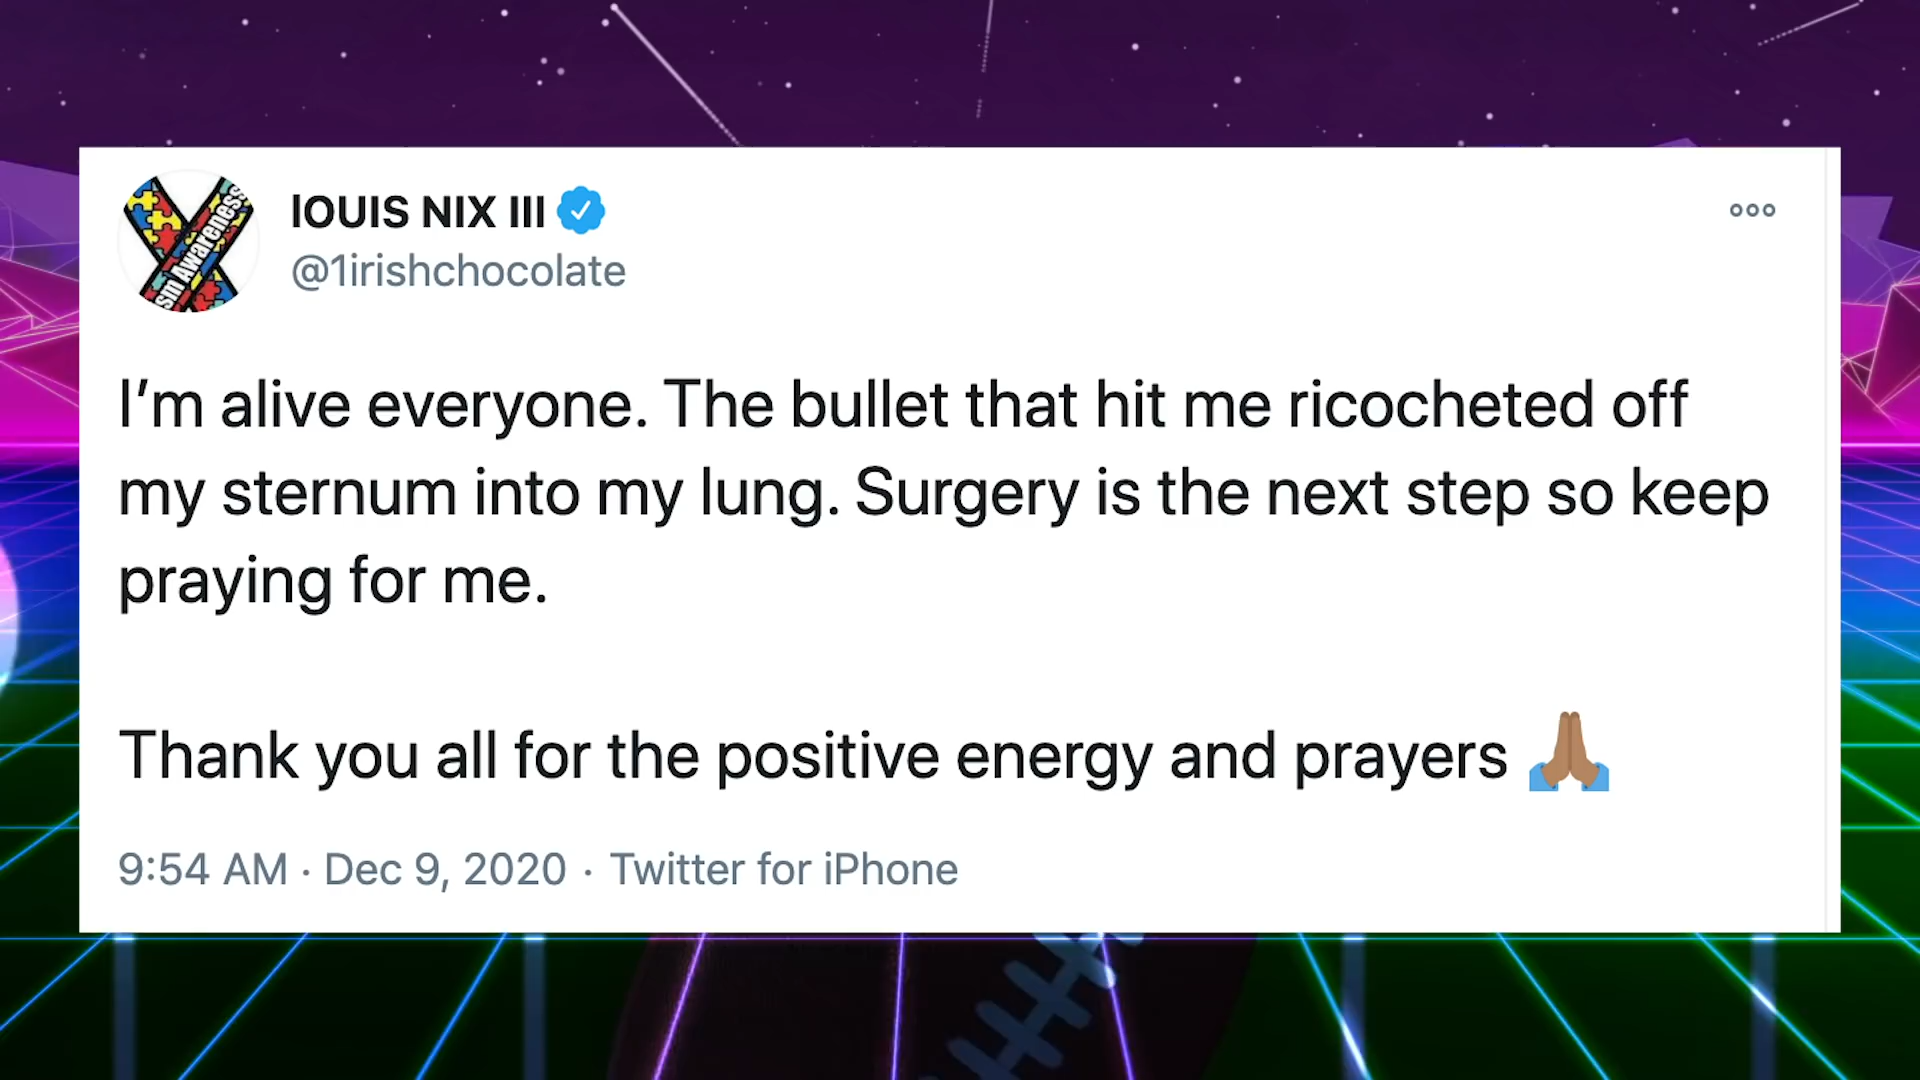 lOUIS NIX III
@1irishchocolate
sm Awareness
I'm alive everyone. The bullet that hit me ricocheted off
my sternum into my lung. Surgery is the next step so keep
praying for me.
Thank you all for the positive energy and prayers 🙏🏽
9:54 AM · Dec 9, 2020 · Twitter for iPhone